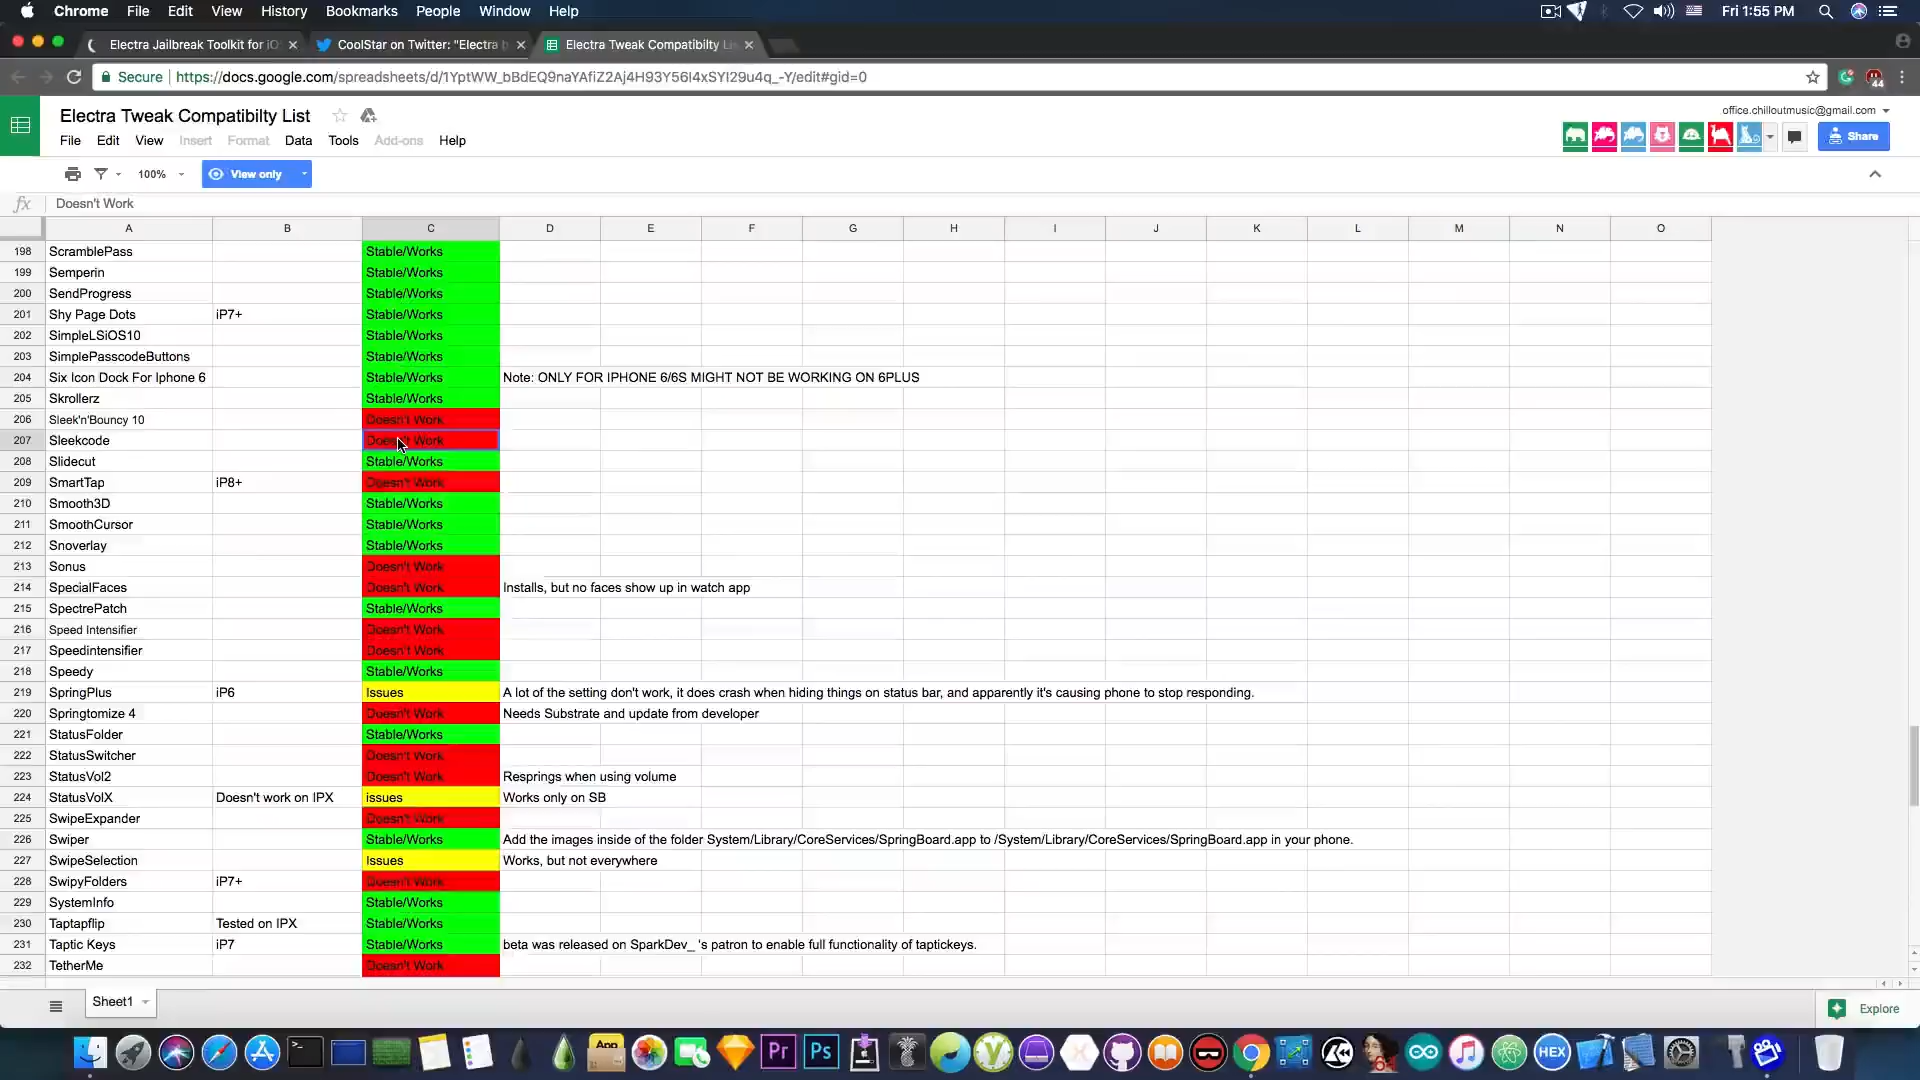 Chrome File Edit View History Bookmarks People Window Help Fri 1:55 PM
Electra Jailbreak Toolkit for iO CoolStar on Twitter: "Electra b Electra Tweak Compatibilty Li
Secure https://docs.google.com/spreadsheets/d/1YptWW_bBdEQ9naYAfiZ2Aj4H93Y56I4xSYI29u4q_-Y/edit#gid=0 44
Electra Tweak Compatibilty List office.chilloutmusic@gmail.com
File Edit View Insert Format Data Tools Add-ons Help Share
100% View only
fx Doesn't Work
A B C D E F G H I J K L M N O
198 ScramblePass Stable/Works
199 Semperin Stable/Works
200 SendProgress Stable/Works
201 Shy Page Dots iP7+ Stable/Works
202 SimpleLSiOS10 Stable/Works
203 SimplePasscodeButtons Stable/Works
204 Six Icon Dock For Iphone 6 Stable/Works Note: ONLY FOR IPHONE 6/6S MIGHT NOT BE WORKING ON 6PLUS
205 Skrollerz Stable/Works
206 Sleek'n'Bouncy 10 Doesn't Work
207 Sleekcode Doesn't Work
208 Slidecut Stable/Works
209 SmartTap iP8+ Doesn't Work
210 Smooth3D Stable/Works
211 SmoothCursor Stable/Works
212 Snoverlay Stable/Works
213 Sonus Doesn't Work
214 SpecialFaces Doesn't Work Installs, but no faces show up in watch app
215 SpectrePatch Stable/Works
216 Speed Intensifier Doesn't Work
217 Speedintensifier Doesn't Work
218 Speedy Stable/Works
219 SpringPlus iP6 Issues A lot of the setting don't work, it does crash when hiding things on status bar, and apparently it's causing phone to stop responding.
220 Springtomize 4 Doesn't Work Needs Substrate and update from developer
221 StatusFolder Stable/Works
222 StatusSwitcher Doesn't Work
223 StatusVol2 Doesn't Work Resprings when using volume
224 StatusVolX Doesn't work on IPX issues Works only on SB
225 SwipeExpander Doesn't Work
226 Swiper Stable/Works Add the images inside of the folder System/Library/CoreServices/SpringBoard.app to /System/Library/CoreServices/SpringBoard.app in your phone.
227 SwipeSelection Issues Works, but not everywhere
228 SwipyFolders iP7+ Doesn't Work
229 SystemInfo Stable/Works
230 Taptapflip Tested on IPX Stable/Works
231 Taptic Keys iP7 Stable/Works beta was released on SparkDev_ 's patron to enable full functionality of taptickeys.
232 TetherMe Doesn't Work
Sheet1 Explore
App Pr Ps HEX